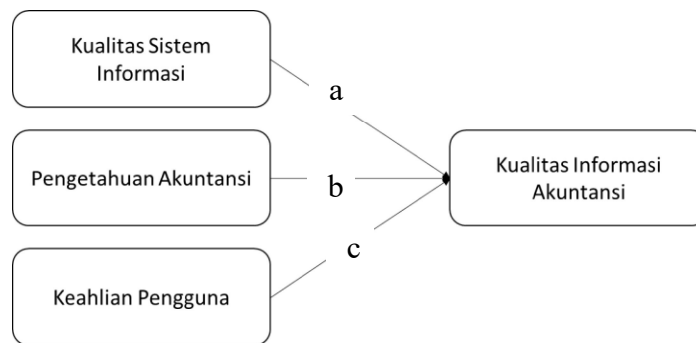 Kualitas Sistem
Informasi
a
Pengetahuan Akuntansi
b
Kualitas Informasi
Akuntansi
c
Keahlian Pengguna